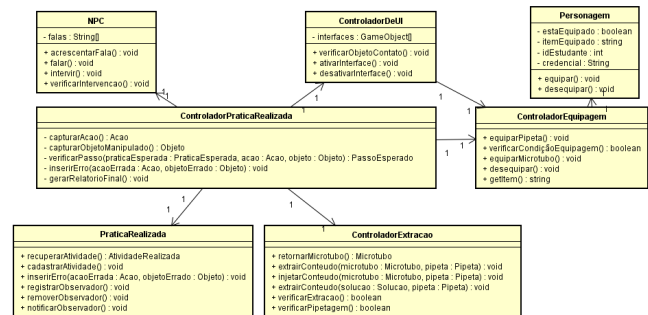 NPC
- falas : String[]
+ acrescentarFala() : void
+ falar() : void
+ intervir() : void
+ verificarIntervencao() : void
ControladorDeUI
- interfaces : GameObject[]
+ verificarObjetoContato() : void
+ ativarInterface() : void
+ desativarInterface() : void
Personagem
- estaEquipado : boolean
- itemEquipado : string
- idEstudante : int
- credencial : String
+ equipar() : void
+ desequipar() : void
1
1
1
1
1
1
1
ControladorPraticaRealizada
- capturarAcao() : Acao
- capturarObjetoManipulado() : Objeto
- verificarPasso(praticaEsperada : PraticaEsperada, acao : Acao, objeto : Objeto) : PassoEsperado
- inserirErro(acaoErrada : Acao, objetoErrado : Objeto) : void
- gerarRelatorioFinal() : void
ControladorEquipagem
+ equiparPipeta() : void
+ verificarCondiçãoEquipagem() : boolean
+ equiparMicrotubo() : void
+ desequipar() : void
+ getItem() : string
1
1
1
1
1
1
PraticaRealizada
+ recuperarAtividade() : AtividadeRealizada
+ cadastrarAtividade() : void
+ inserirErro(acaoErrada : Acao, objetoErrado : Objeto) : void
+ registrarObservador() : void
+ removerObservador() : void
+ notificarObservador() : void
ControladorExtracao
+ retornarMicrotubo() : Microtubo
+ extrairConteudo(microtubo : Microtubo, pipeta : Pipeta) : void
+ injetarConteudo(microtubo : Microtubo, pipeta : Pipeta) : void
+ extrairConteudo(solucao : Solucao, pipeta : Pipeta) : void
+ verificarExtracao() : boolean
+ verificarPipetagem() : boolean